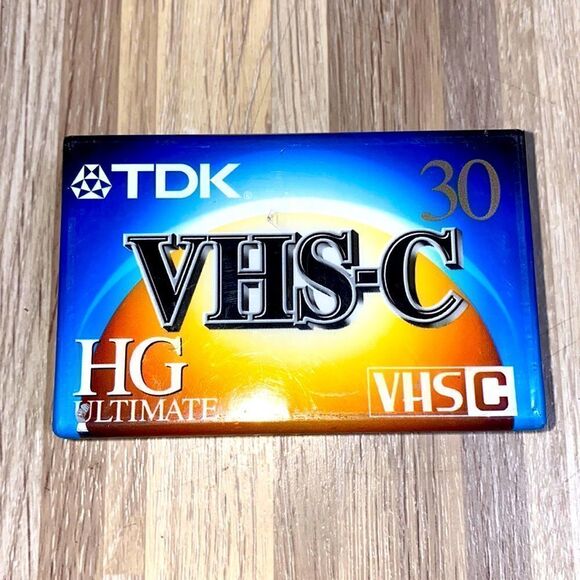 TDK 30
VHS-C
HG
ULTIMATE
VHS C